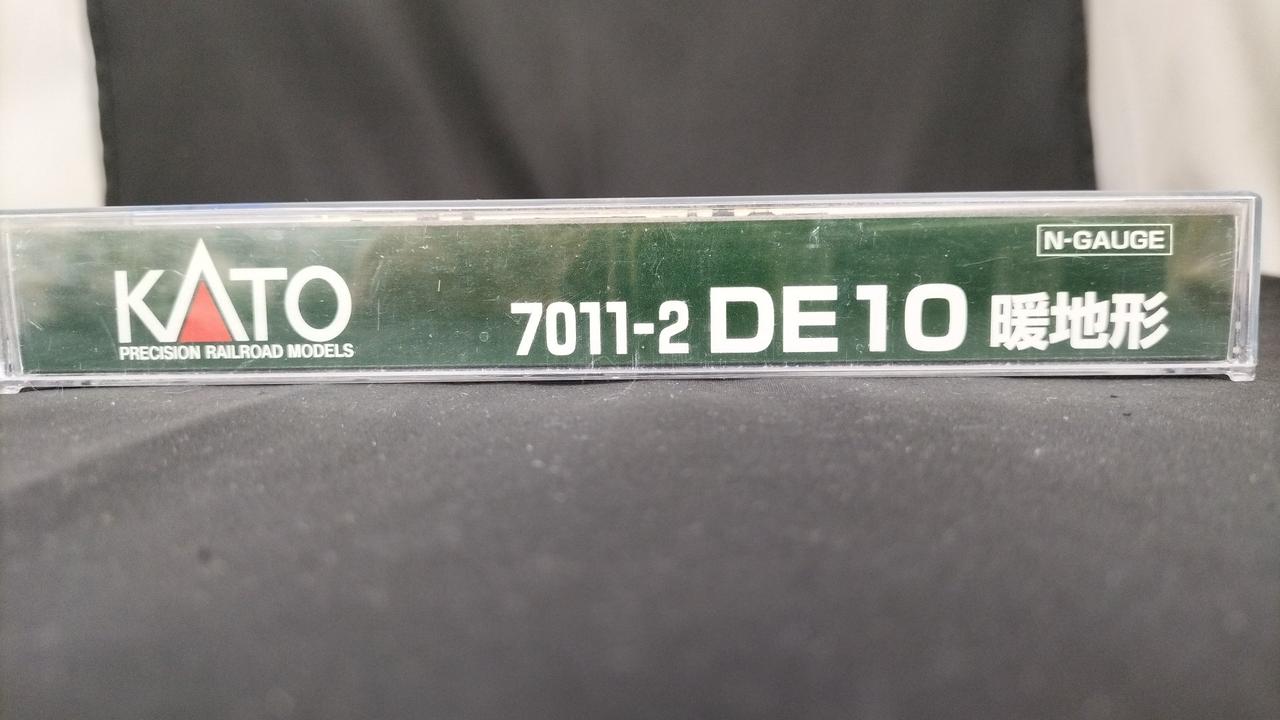 N-GAUGE
KATO
PRECISION RAILROAD MODELS
7011-2 DE10 暖地形